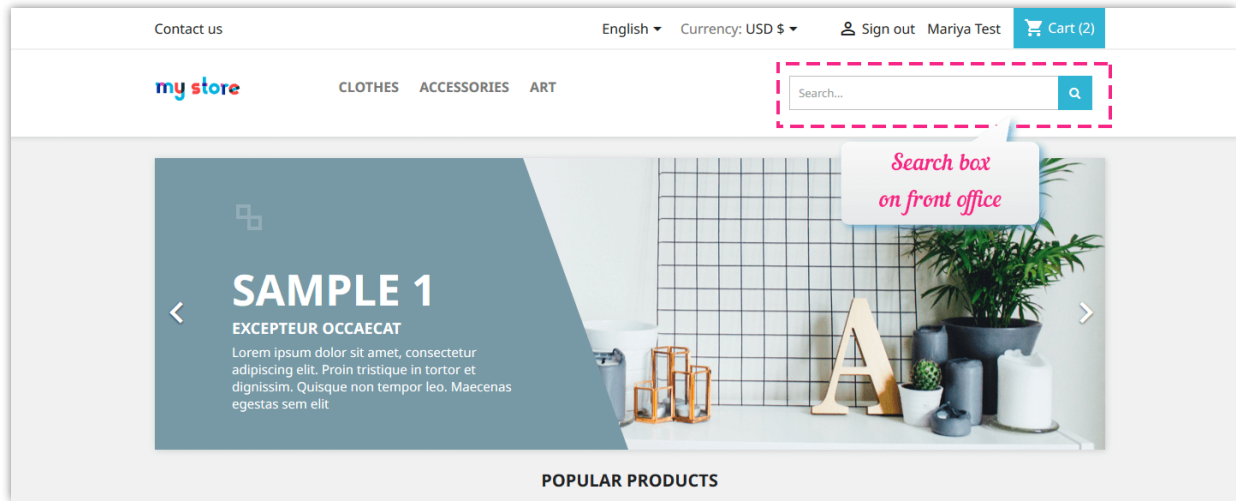 Contact us
English
Currency: USD $
Sign out
Mariya Test
Cart (2)
my store
CLOTHES
ACCESSORIES
ART
Search...
Search box
on front office
SAMPLE 1
EXCEPTEUR OCCAECAT
Lorem ipsum dolor sit amet, consectetur
adipiscing elit. Proin tristique in tortor et
dignissim. Quisque non tempor leo. Maecenas
egestas sem elit
A
POPULAR PRODUCTS